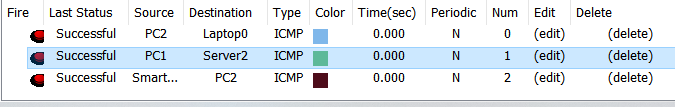 Fire Last Status Source Destination Type Color Time(sec) Periodic Num Edit Delete
Successful PC2 Laptop0 ICMP 0.000 N 0 (edit) (delete)
Successful PC1 Server2 ICMP 0.000 N 1 (edit) (delete)
Successful Smart... PC2 ICMP 0.000 N 2 (edit) (delete)